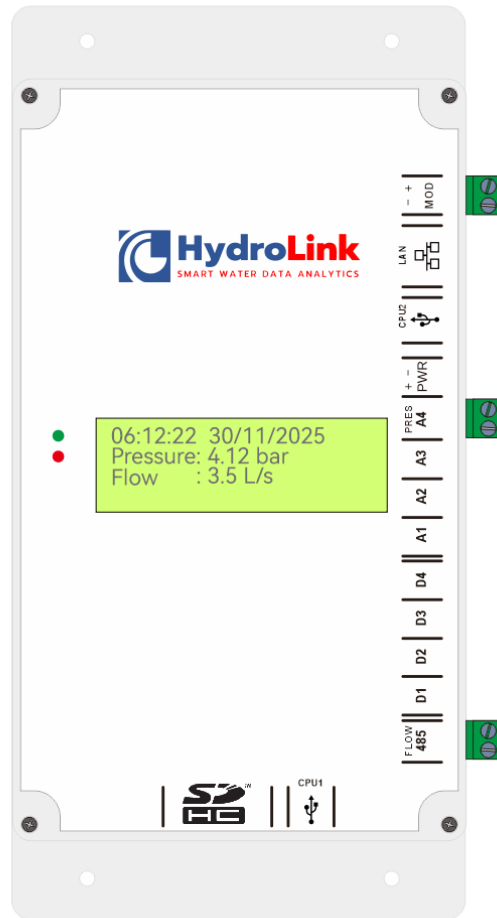 HydroLink
SMART WATER DATA ANALYTICS
06:12:22 30/11/2025
Pressure: 4.12 bar
Flow : 3.5 L/s
- +
MOD
LAN
CPU2
+ -
PWR
PRES
A4
A3
A2
A1
D4
D3
D2
D1
FLOW
485
SD
HC
CPU1